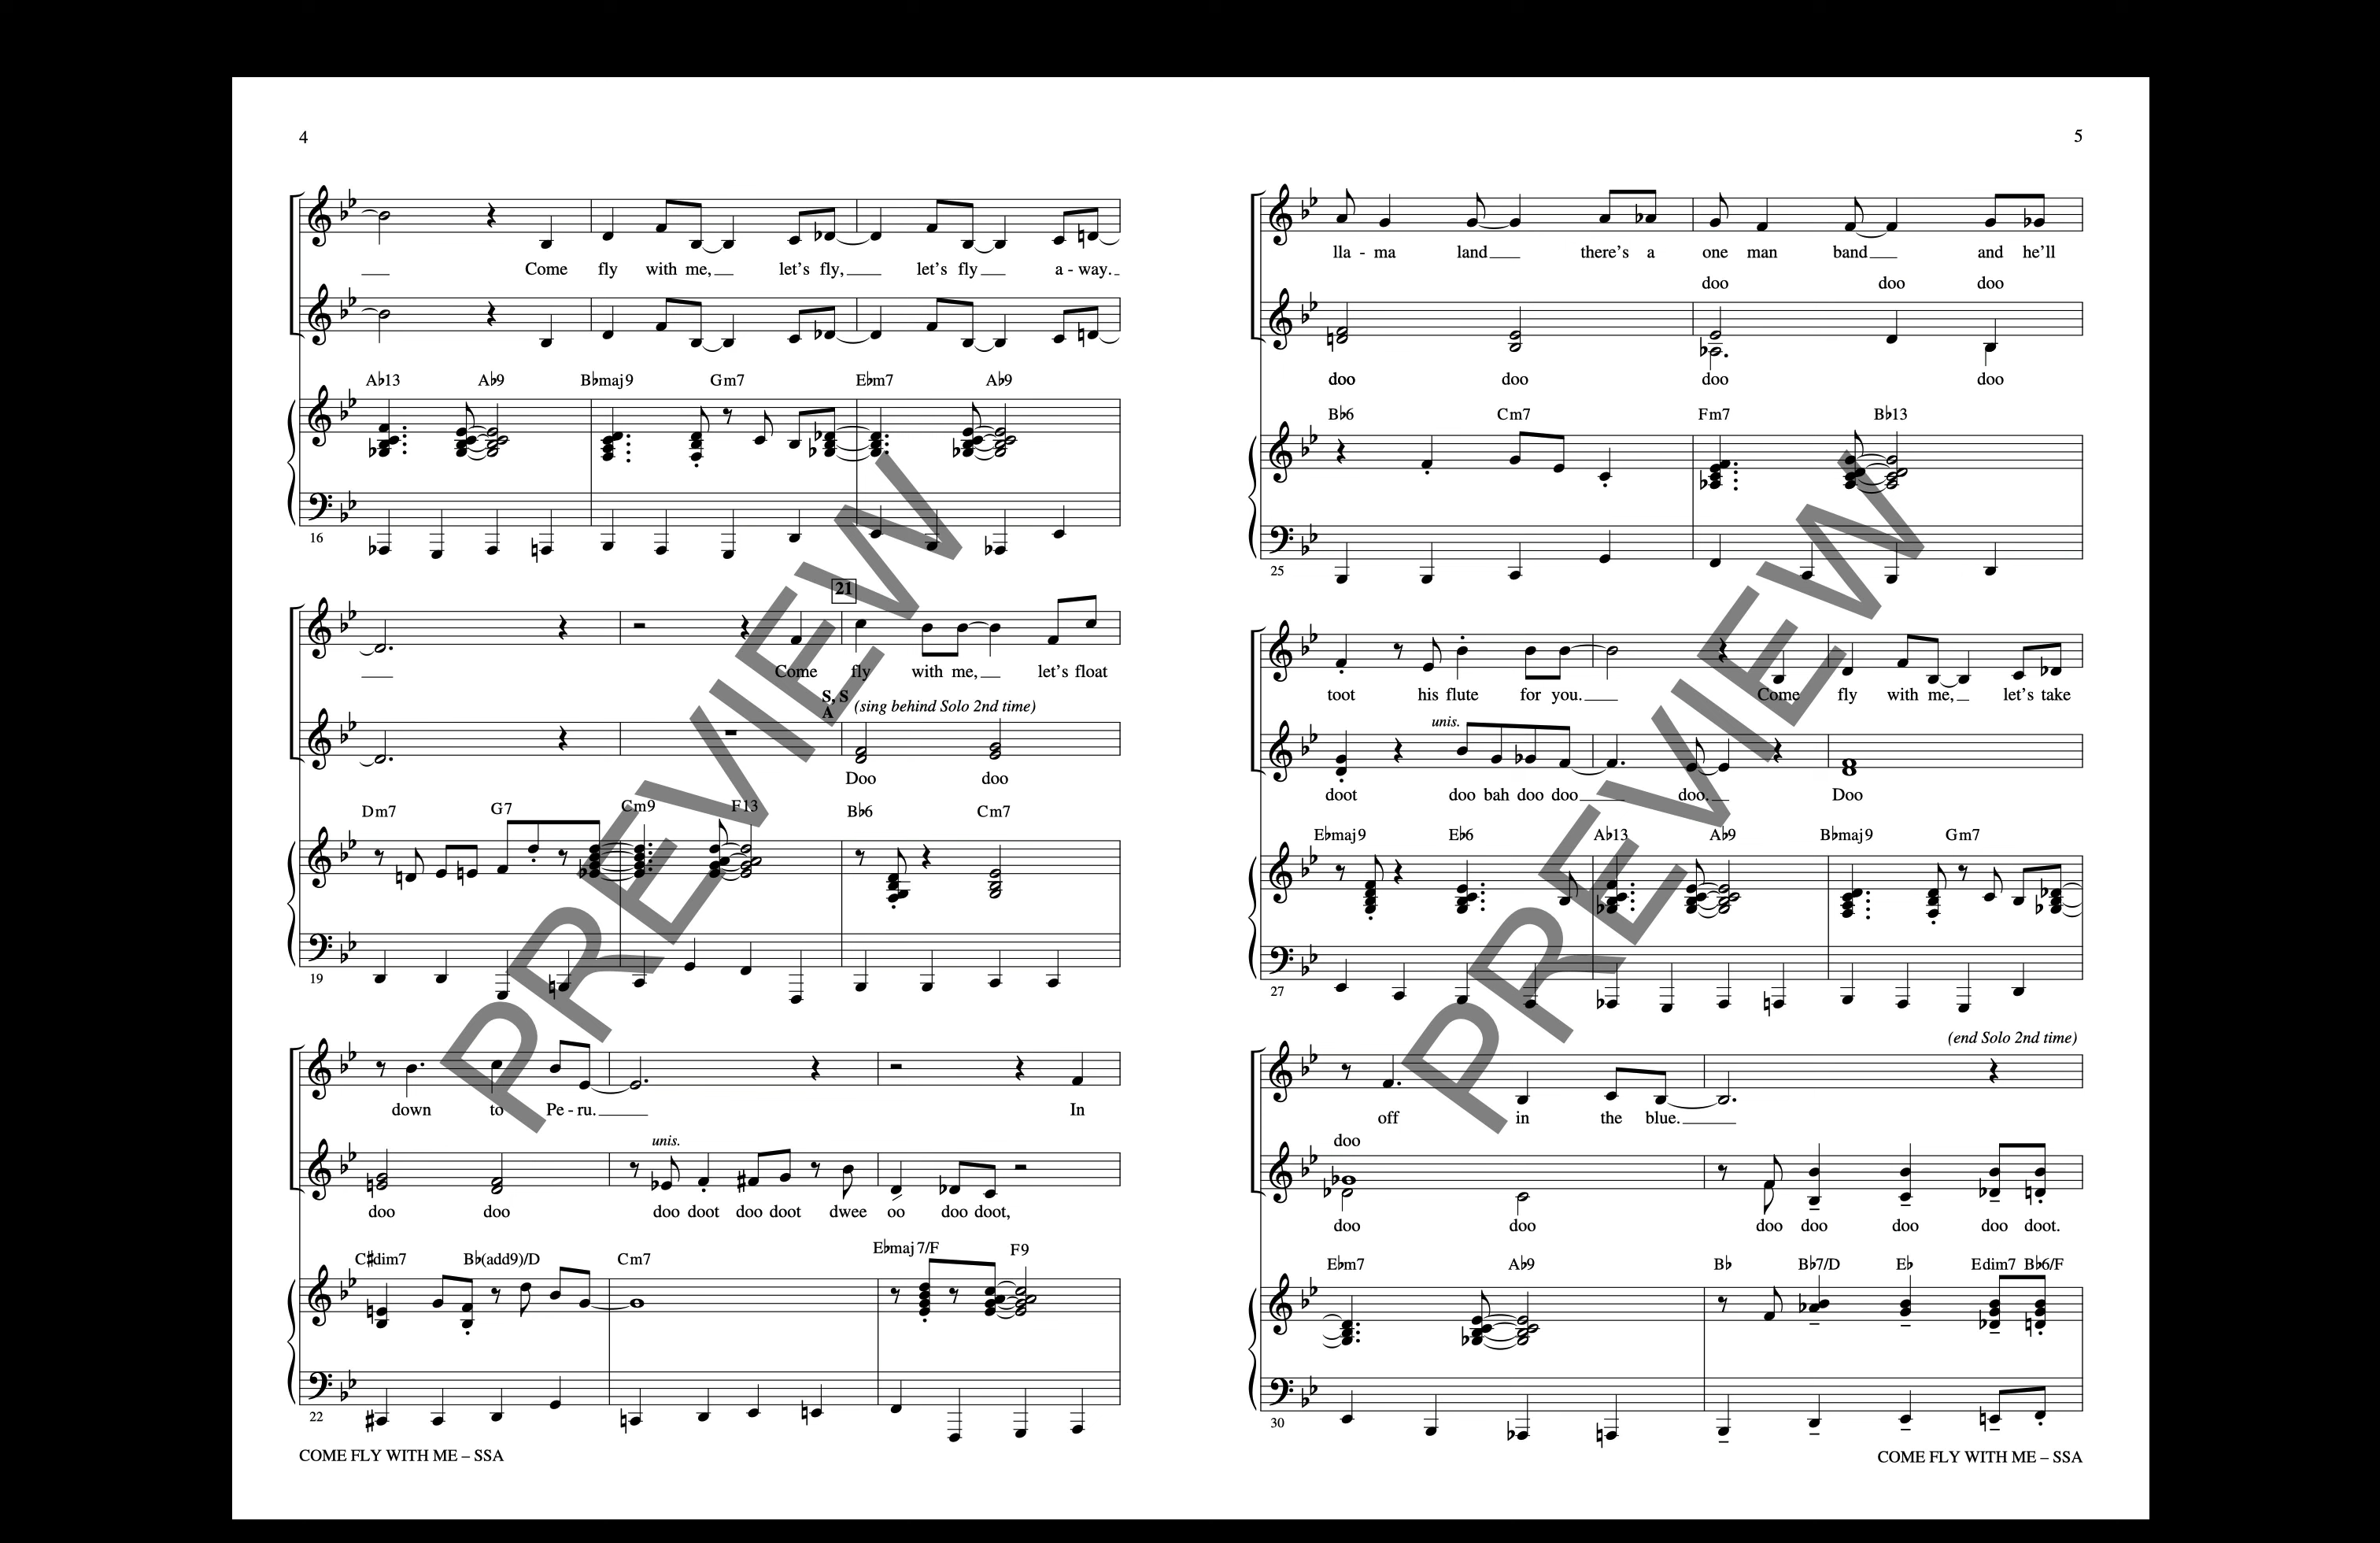 4
Come fly with me, let's fly, let's fly a - way.
A♭13 A♭9 B♭maj9 Gm7 E♭m7 A♭9
16
21
Come fly with me, let's float
S, S
A
(sing behind Solo 2nd time)
Doo doo
Dm7 G7 Cm9 F13 B♭6 Cm7
19
down to Pe - ru. In
unis.
doo doo doo doot doo doot dwee oo doo doot,
C#dim7 B♭(add9)/D Cm7 E♭maj7/F F9
22
COME FLY WITH ME – SSA
5
lla - ma land there's a one man band and he'll
doo doo doo
doo doo doo doo
B♭6 Cm7 Fm7 B♭13
25
toot his flute for you. Come fly with me, let's take
unis.
doot doo bah doo doo doo. Doo
E♭maj9 E♭6 A♭13 A♭9 B♭maj9 Gm7
27
(end Solo 2nd time)
off in the blue.
doo
doo doo doo doo doo doo doot.
E♭m7 A♭9 B♭ B♭7/D E♭ Edim7 B♭6/F
30
COME FLY WITH ME – SSA
PREVIEW
PREVIEW